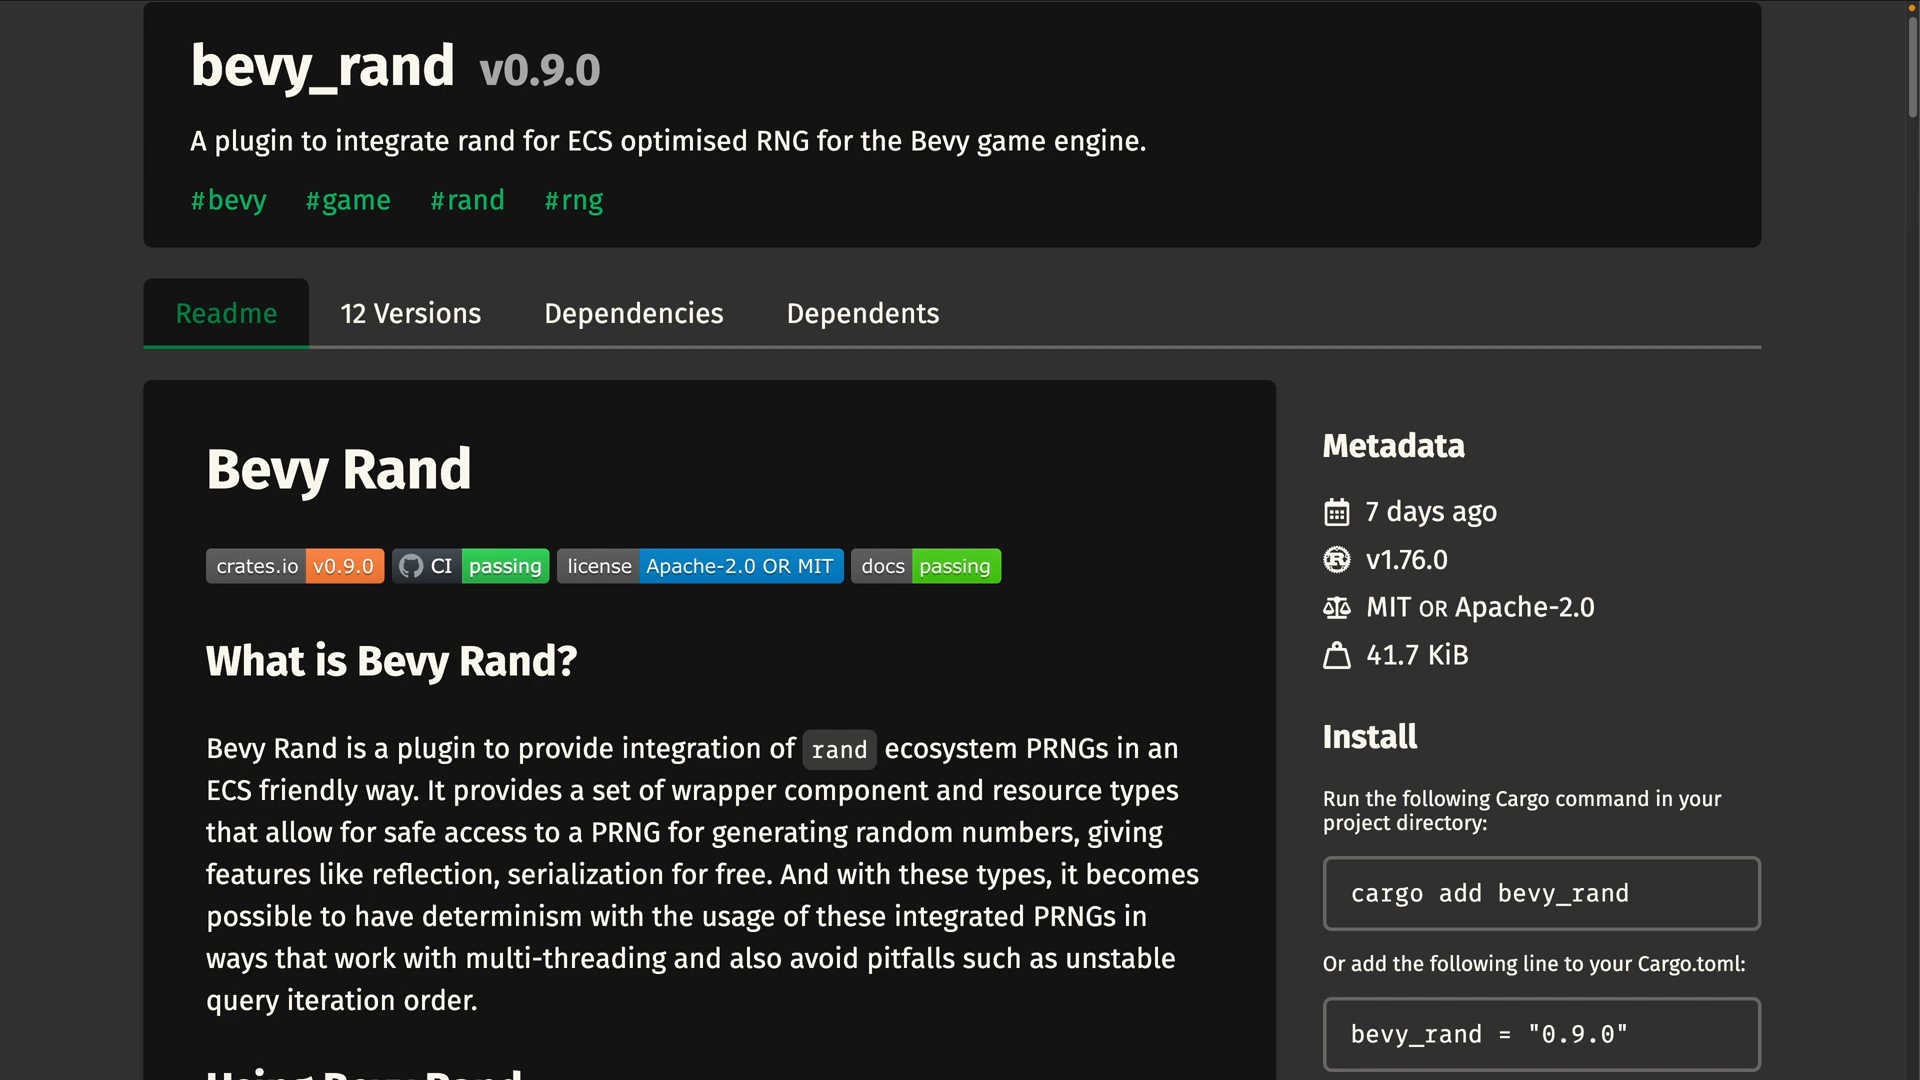 bevy_rand v0.9.0
A plugin to integrate rand for ECS optimised RNG for the Bevy game engine.
#bevy #game #rand #rng
Readme 12 Versions Dependencies Dependents
Bevy Rand
crates.io v0.9.0 CI passing license Apache-2.0 OR MIT docs passing
What is Bevy Rand?
Bevy Rand is a plugin to provide integration of rand ecosystem PRNGs in an
ECS friendly way. It provides a set of wrapper component and resource types
that allow for safe access to a PRNG for generating random numbers, giving
features like reflection, serialization for free. And with these types, it becomes
possible to have determinism with the usage of these integrated PRNGs in
ways that work with multi-threading and also avoid pitfalls such as unstable
query iteration order.
Using Bevy Rand
Metadata
7 days ago
v1.76.0
MIT OR Apache-2.0
41.7 KiB
Install
Run the following Cargo command in your
project directory:
cargo add bevy_rand
Or add the following line to your Cargo.toml:
bevy_rand = "0.9.0"